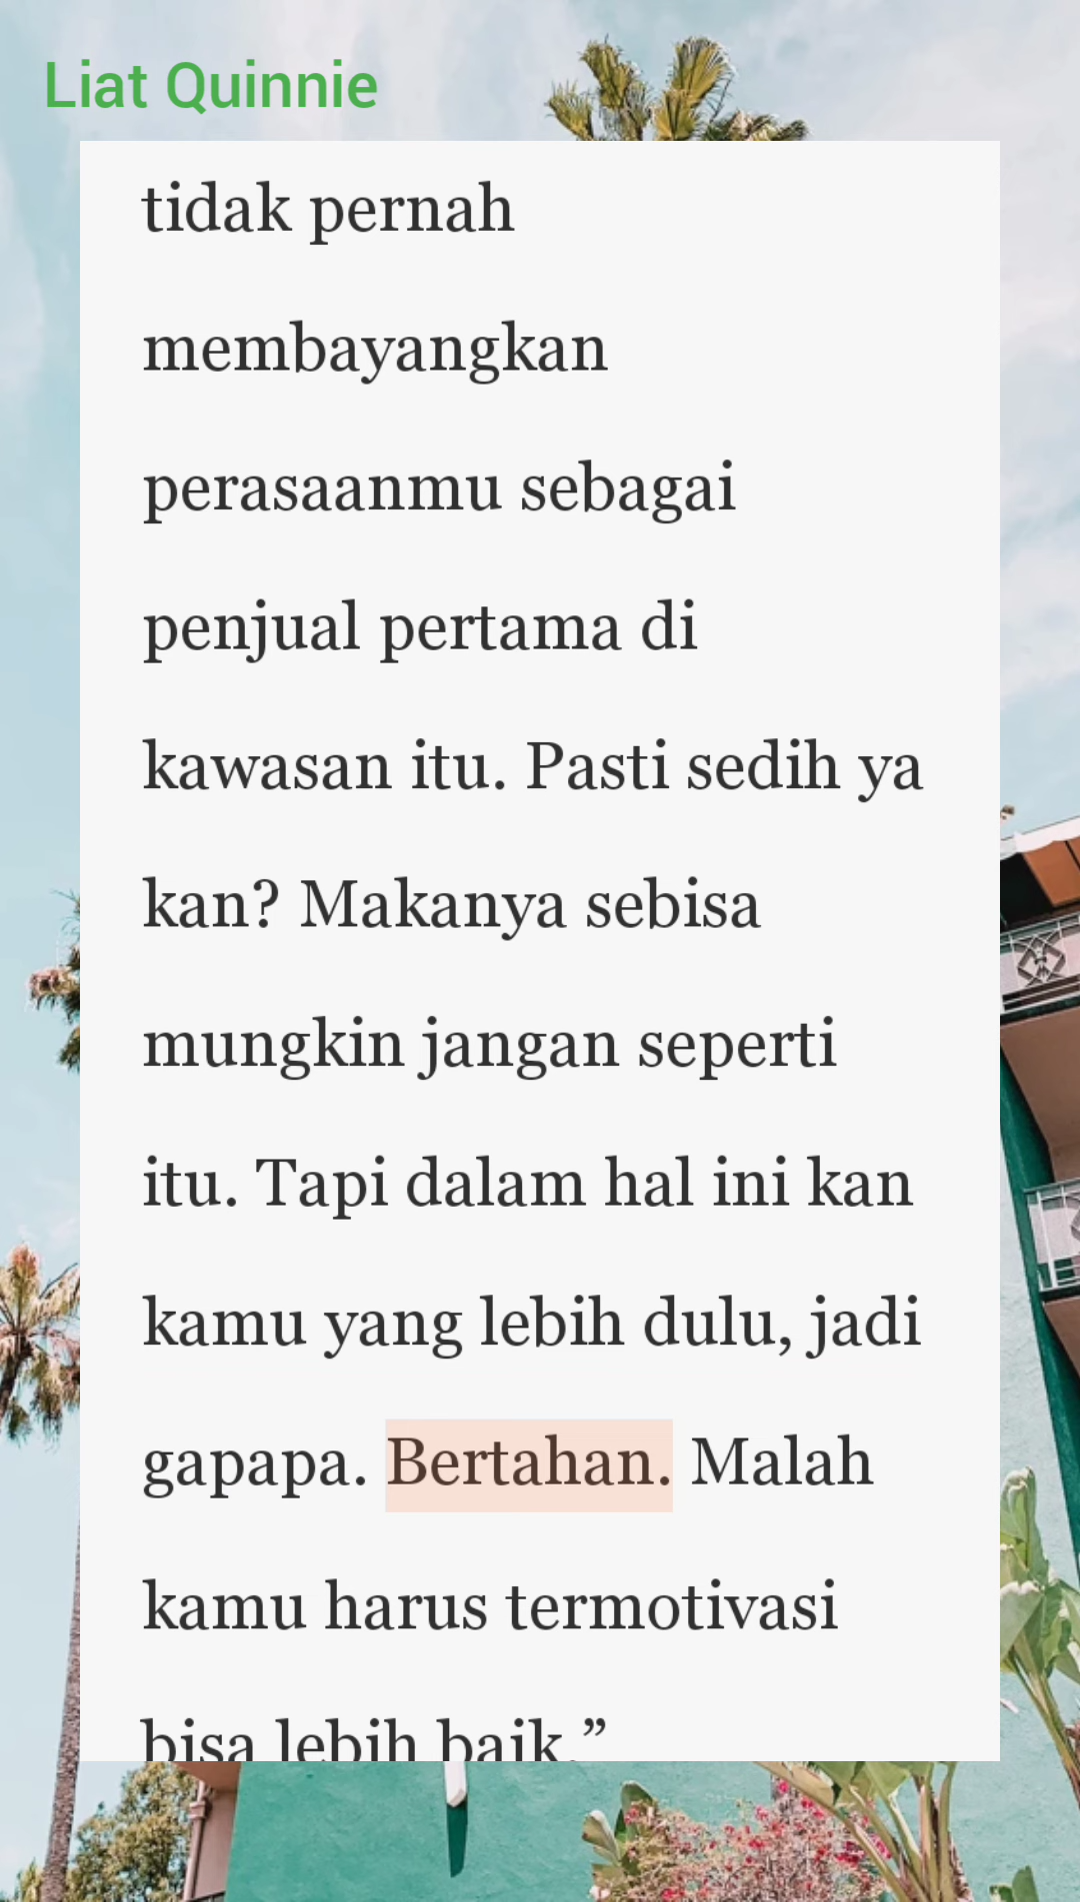 Liat Quinnie
tidak pernah
membayangkan
perasaanmu sebagai
penjual pertama di
kawasan itu. Pasti sedih ya
kan? Makanya sebisa
mungkin jangan seperti
itu. Tapi dalam hal ini kan
kamu yang lebih dulu, jadi
gapapa. Bertahan. Malah
kamu harus termotivasi
bisa lebih baik.”